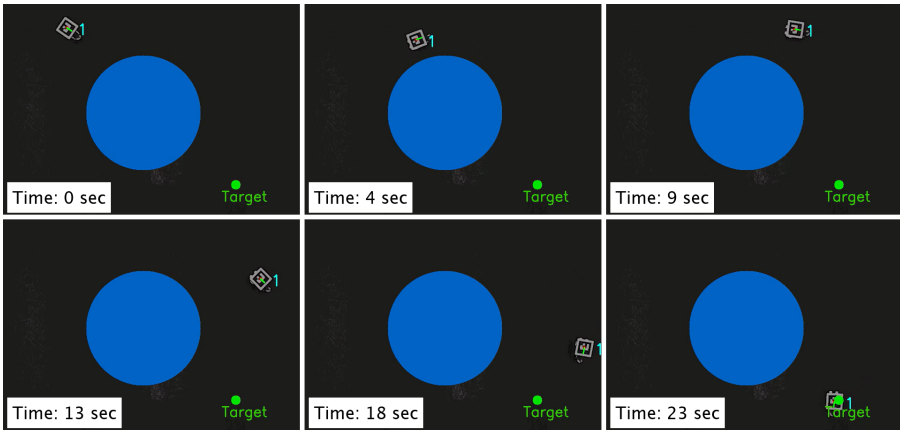 1
Target
Time: 0 sec
1
Target
Time: 4 sec
1
Target
Time: 9 sec
1
Target
Time: 13 sec
1
Target
Time: 18 sec
1
Target
Time: 23 sec